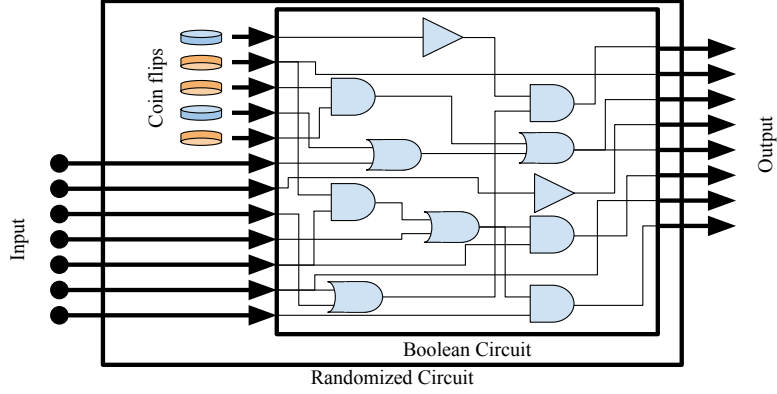 Coin flips
Input
Output
Boolean Circuit
Randomized Circuit